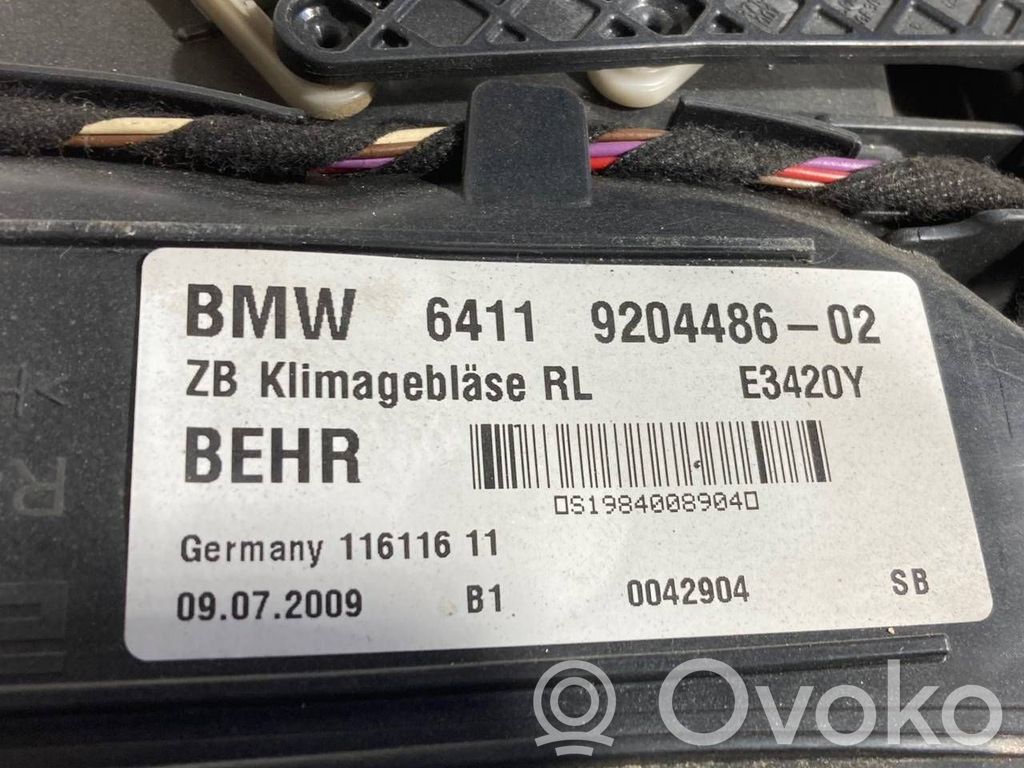 BMW 6411 9204486-02
ZB Klimagebläse RL E3420Y
BEHR
S1984008904
Germany 116116 11
09.07.2009 B1 0042904 SB
R
Ovoko